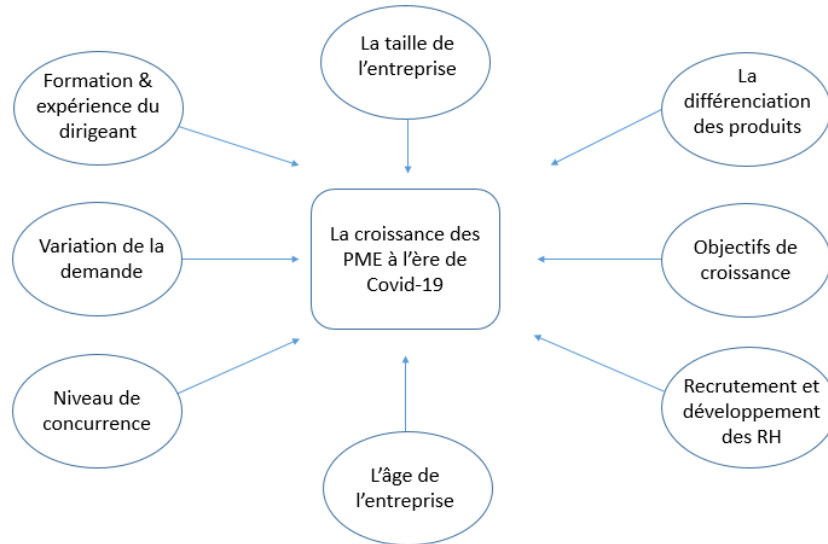 La taille de
l’entreprise
Formation &
expérience du
dirigeant
La
différenciation
des produits
Variation de la
demande
La croissance des
PME à l’ère de
Covid-19
Objectifs de
croissance
Niveau de
concurrence
Recrutement et
développement
des RH
L’âge de
l’entreprise